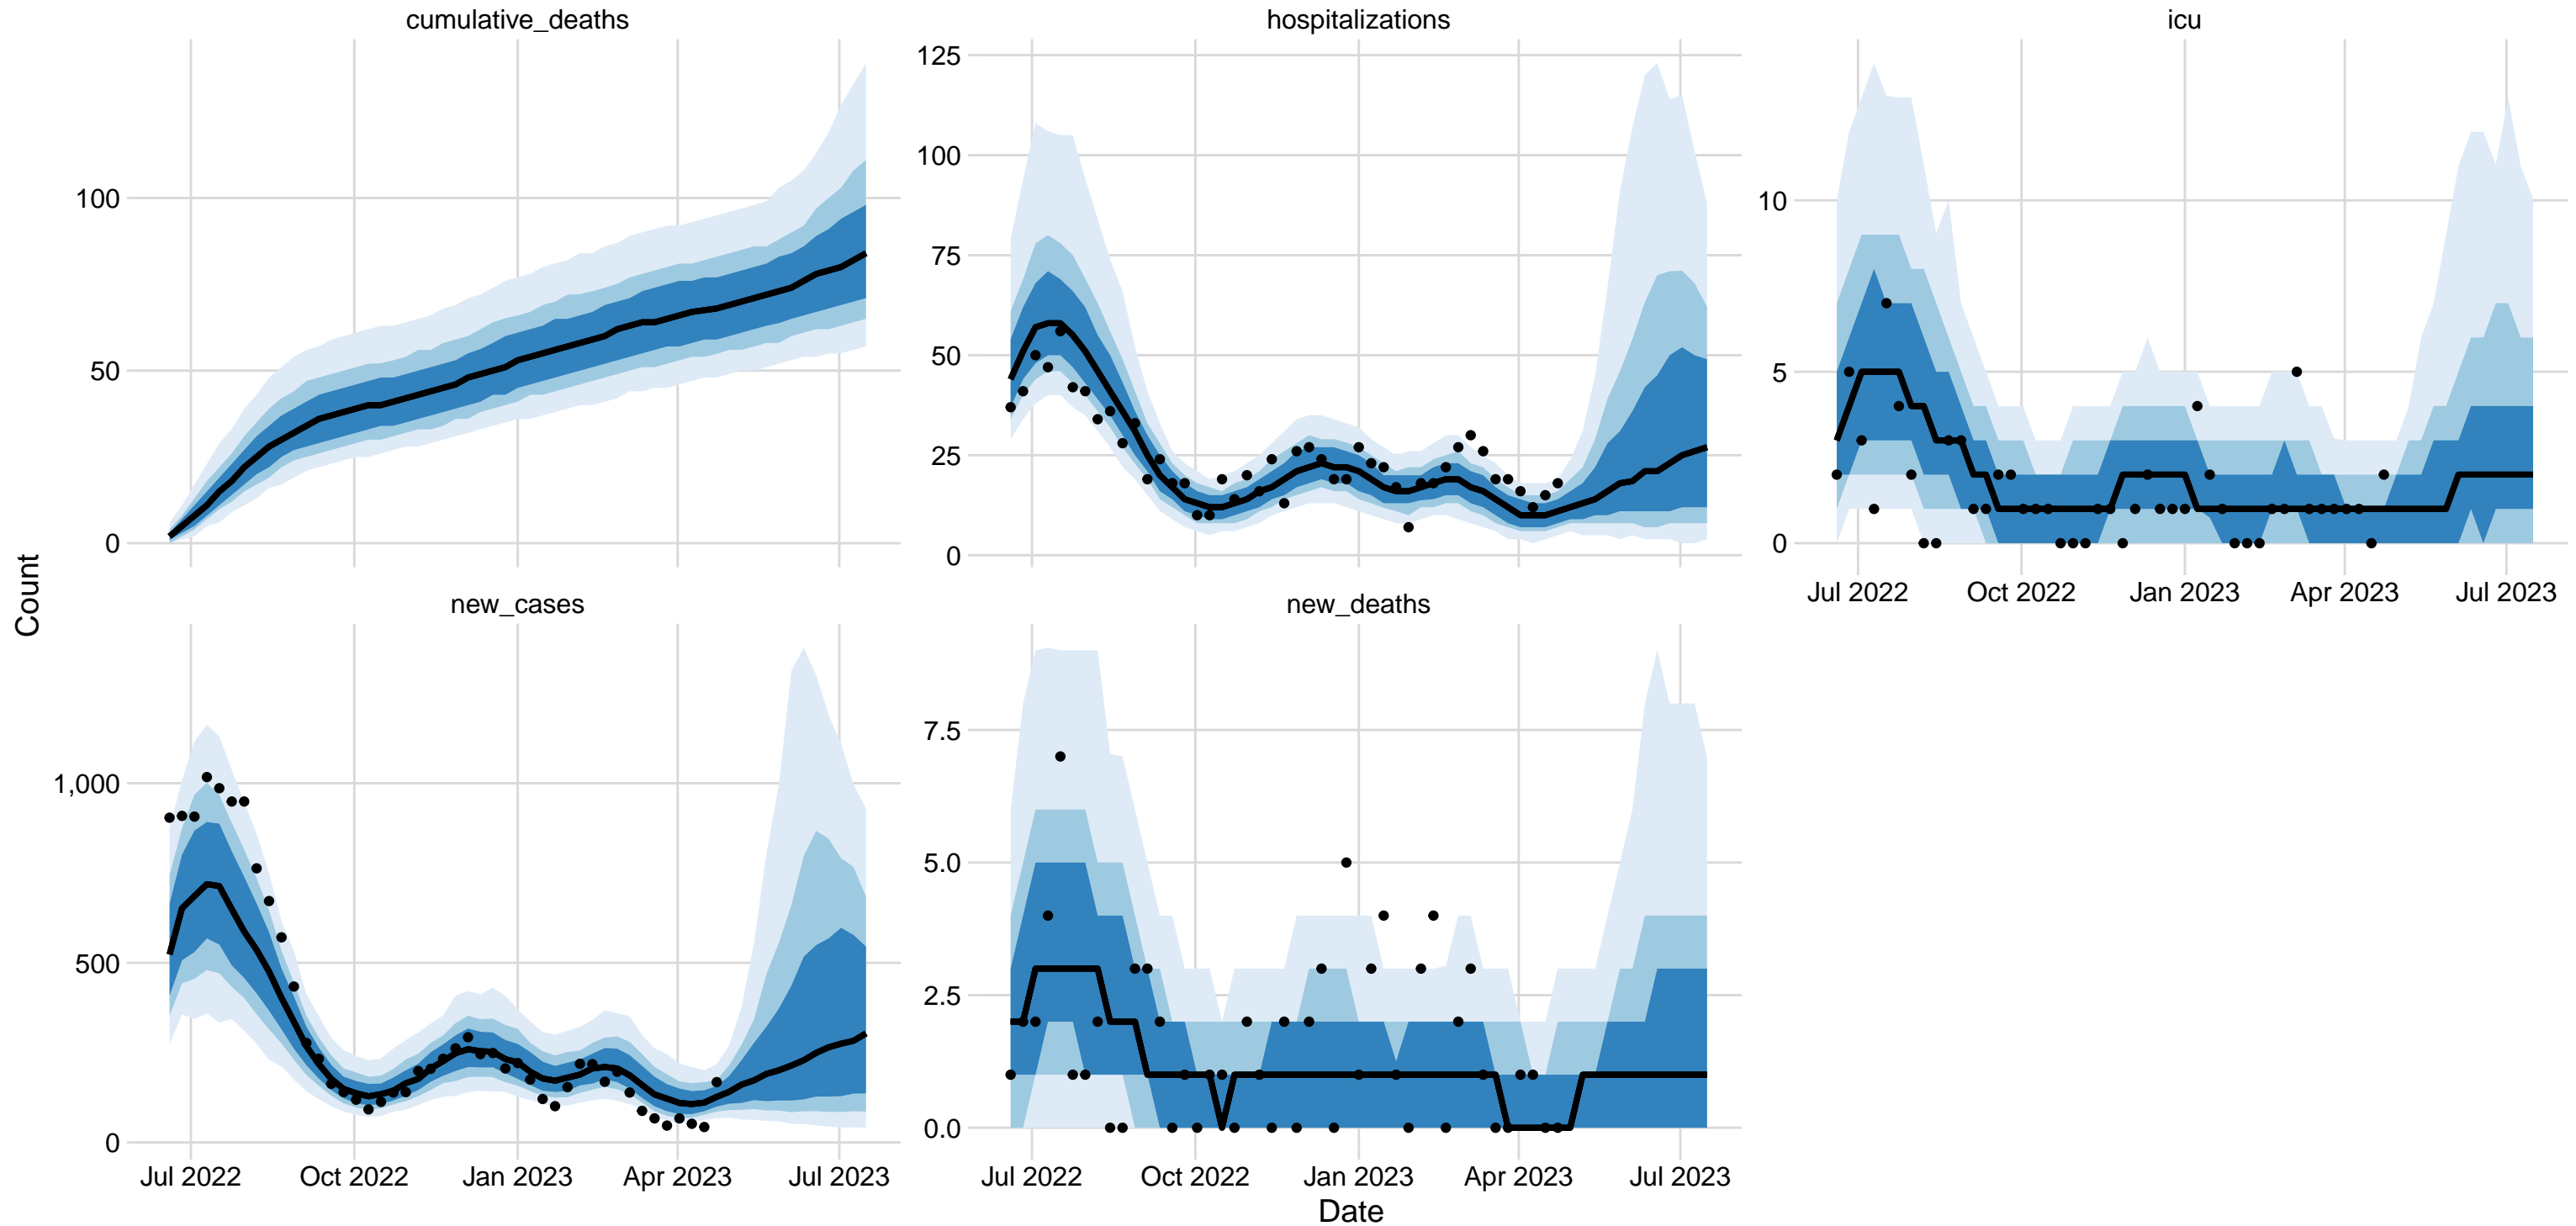 cumulative_deaths
hospitalizations
icu
100
50
0
125
100
75
50
25
0
10
5
0
Jul 2022 Oct 2022 Jan 2023 Apr 2023 Jul 2023
Count
new_cases
new_deaths
1,000
500
0
7.5
5.0
2.5
0.0
Jul 2022 Oct 2022 Jan 2023 Apr 2023 Jul 2023
Jul 2022 Oct 2022 Jan 2023 Apr 2023 Jul 2023
Date